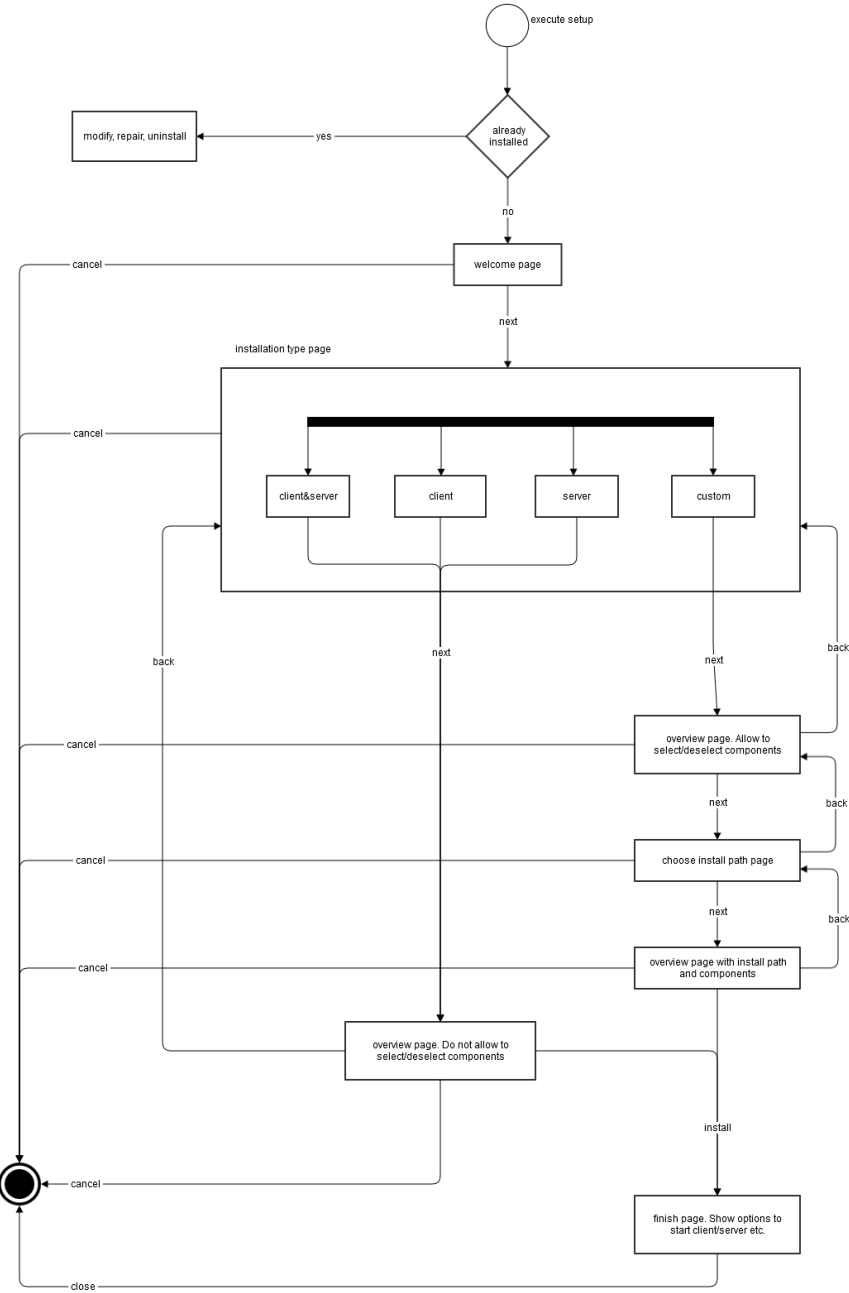 execute setup
already
installed
yes
modify, repair, uninstall
no
welcome page
cancel
next
installation type page
cancel
client&server
client
server
custom
back
next
next
back
overview page. Allow to
select/deselect components
cancel
next
back
choose install path page
cancel
next
back
overview page with install path
and components
cancel
overview page. Do not allow to
select/deselect components
install
cancel
finish page. Show options to
start client/server etc.
close